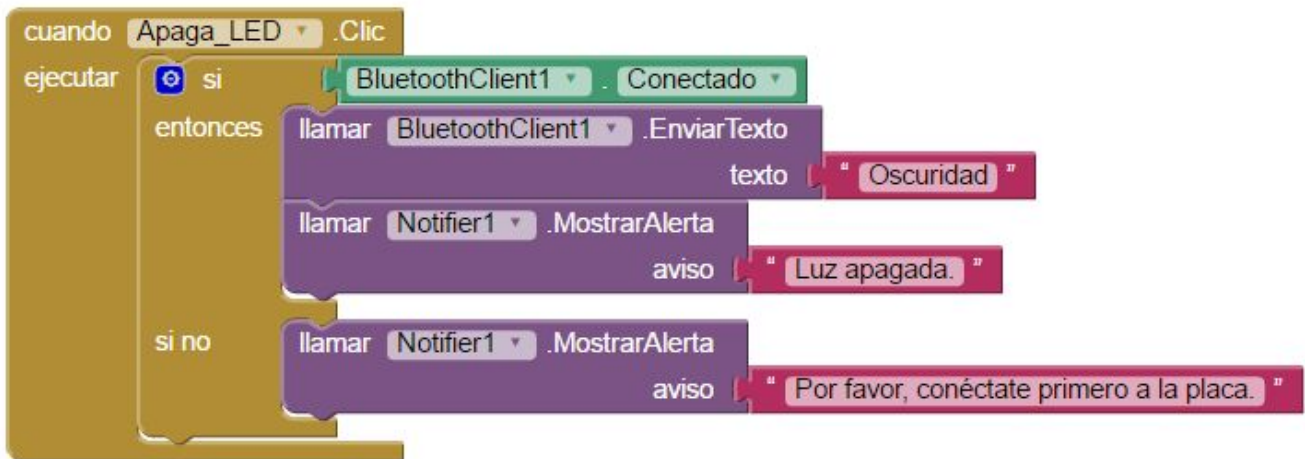 cuando Apaga_LED .Clic
ejecutar si BluetoothClient1 . Conectado
entonces llamar BluetoothClient1 .EnviarTexto
texto " Oscuridad "
llamar Notifier1 .MostrarAlerta
aviso " Luz apagada. "
si no llamar Notifier1 .MostrarAlerta
aviso " Por favor, conéctate primero a la placa. "